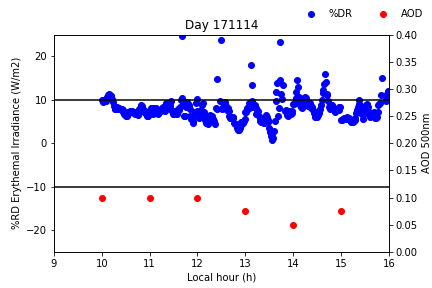 %DR AOD
Day 171114
%RD Erythemal Irradiance (W/m2)
20
10
0
−10
−20
0.40
0.35
0.30
0.25
0.20
0.15
0.10
0.05
0.00
AOD 500nm
9 10 11 12 13 14 15 16
Local hour (h)